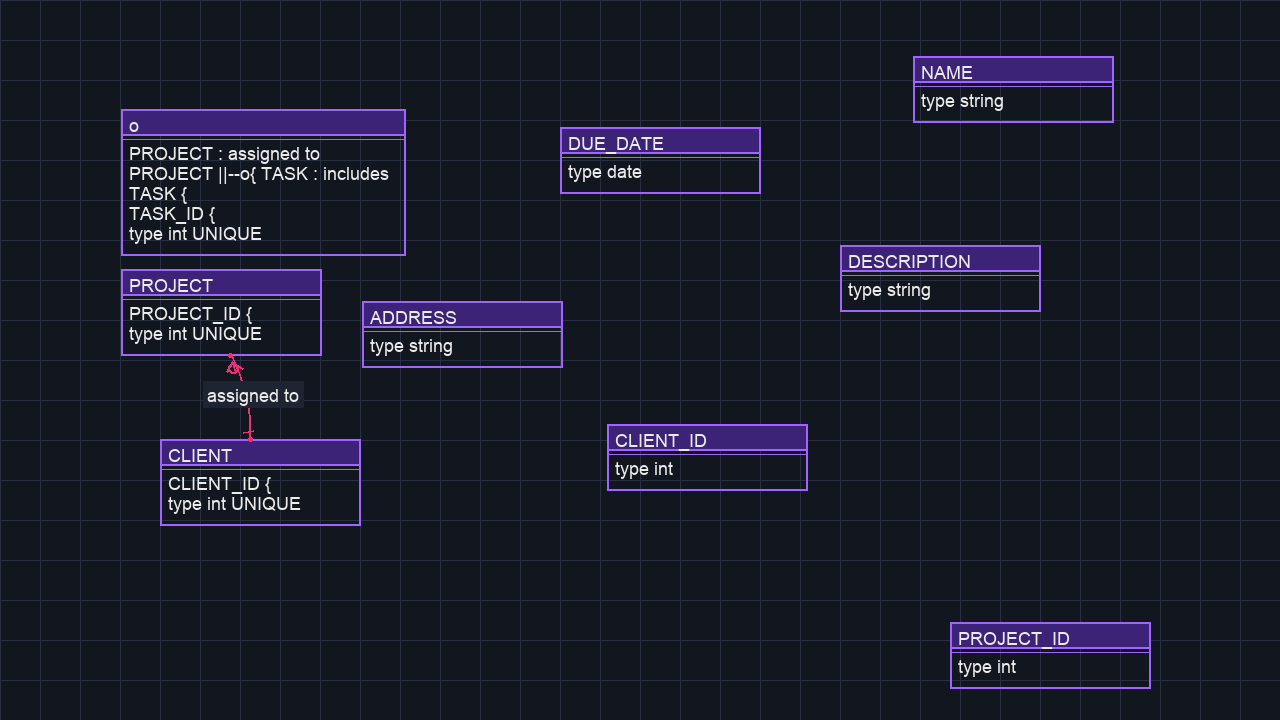 NAME
type string
o
PROJECT : assigned to
PROJECT ||--o{ TASK : includes
TASK {
TASK_ID {
type int UNIQUE
DUE_DATE
type date
DESCRIPTION
type string
PROJECT
PROJECT_ID {
type int UNIQUE
ADDRESS
type string
assigned to
CLIENT
CLIENT_ID {
type int UNIQUE
CLIENT_ID
type int
PROJECT_ID
type int